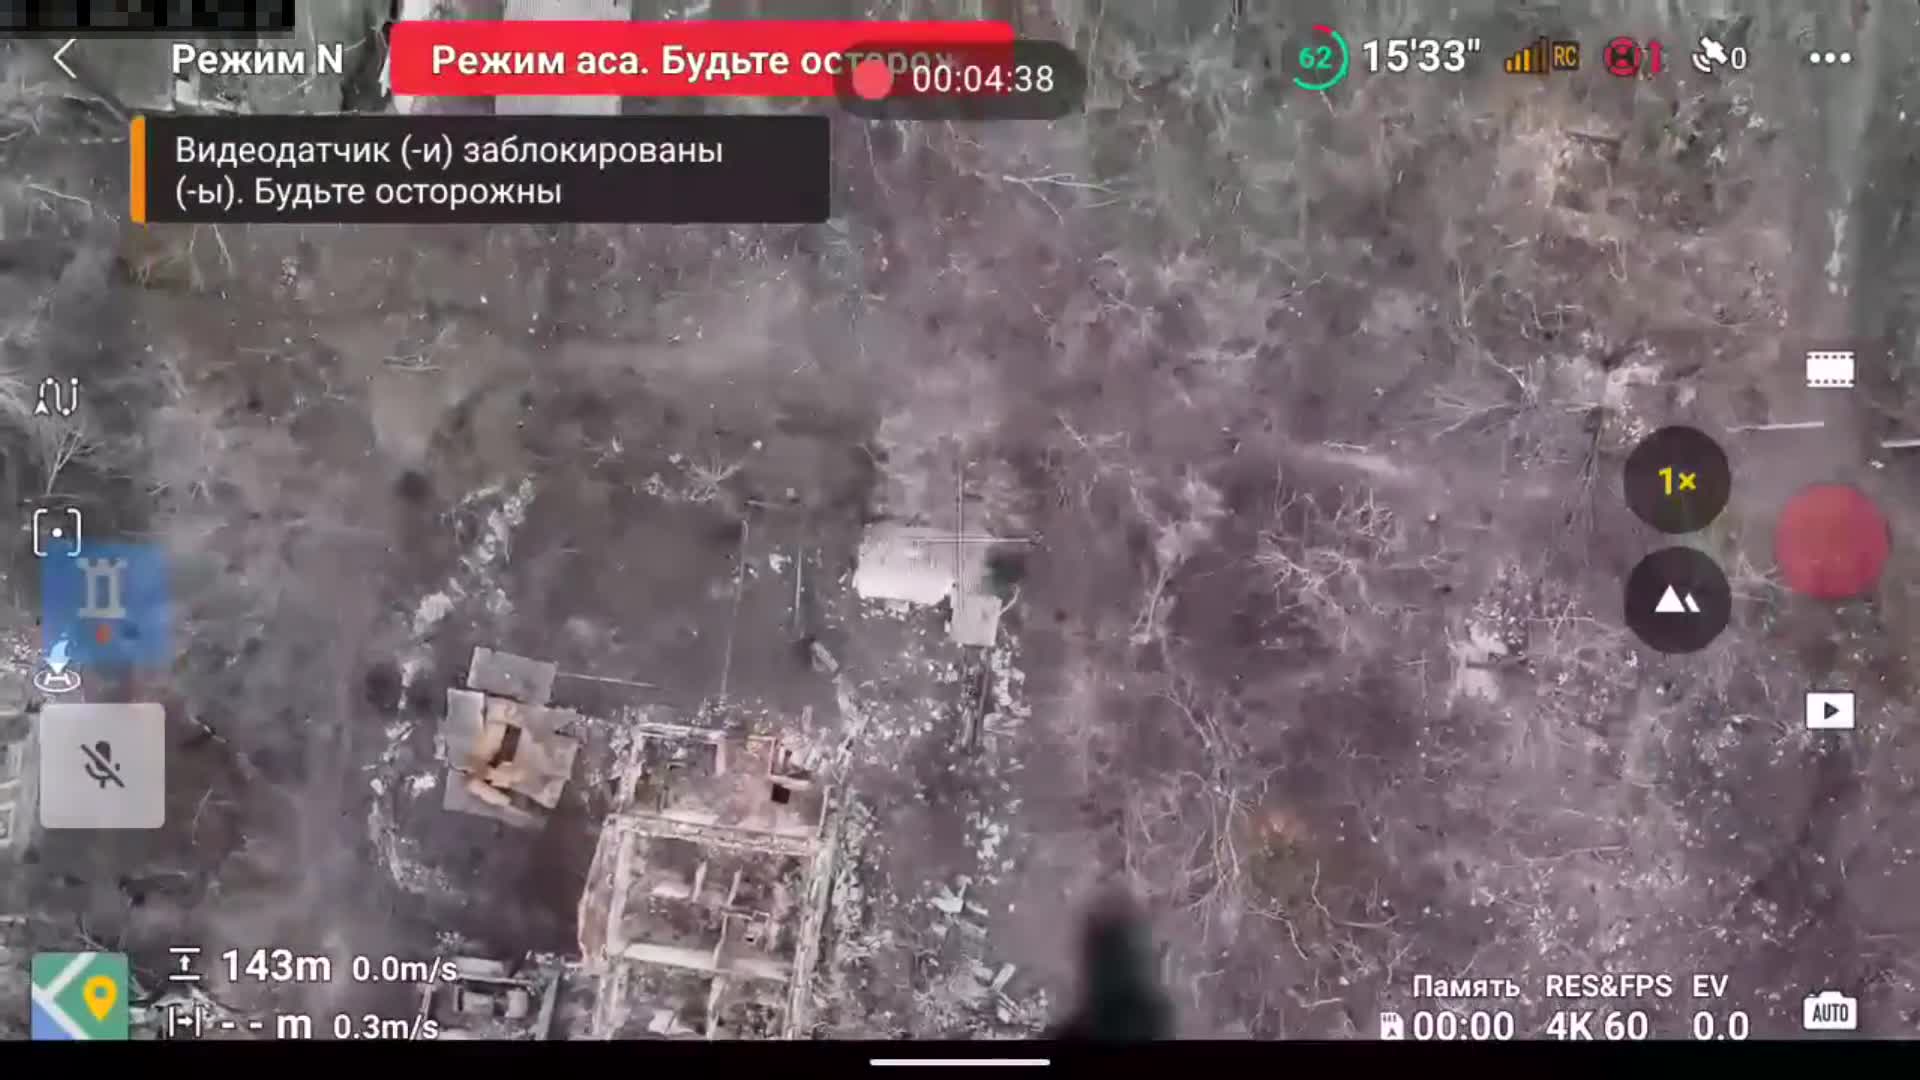 Режим N
Режим аса. Будьте осторож
00:04:38
62
15'33"
RC
0
Видеодатчик (-и) заблокированы
(-ы). Будьте осторожны
1×
143m 0.0m/s
-- m 0.3m/s
Память RES&FPS EV
00:00 4K 60 0.0
AUTO